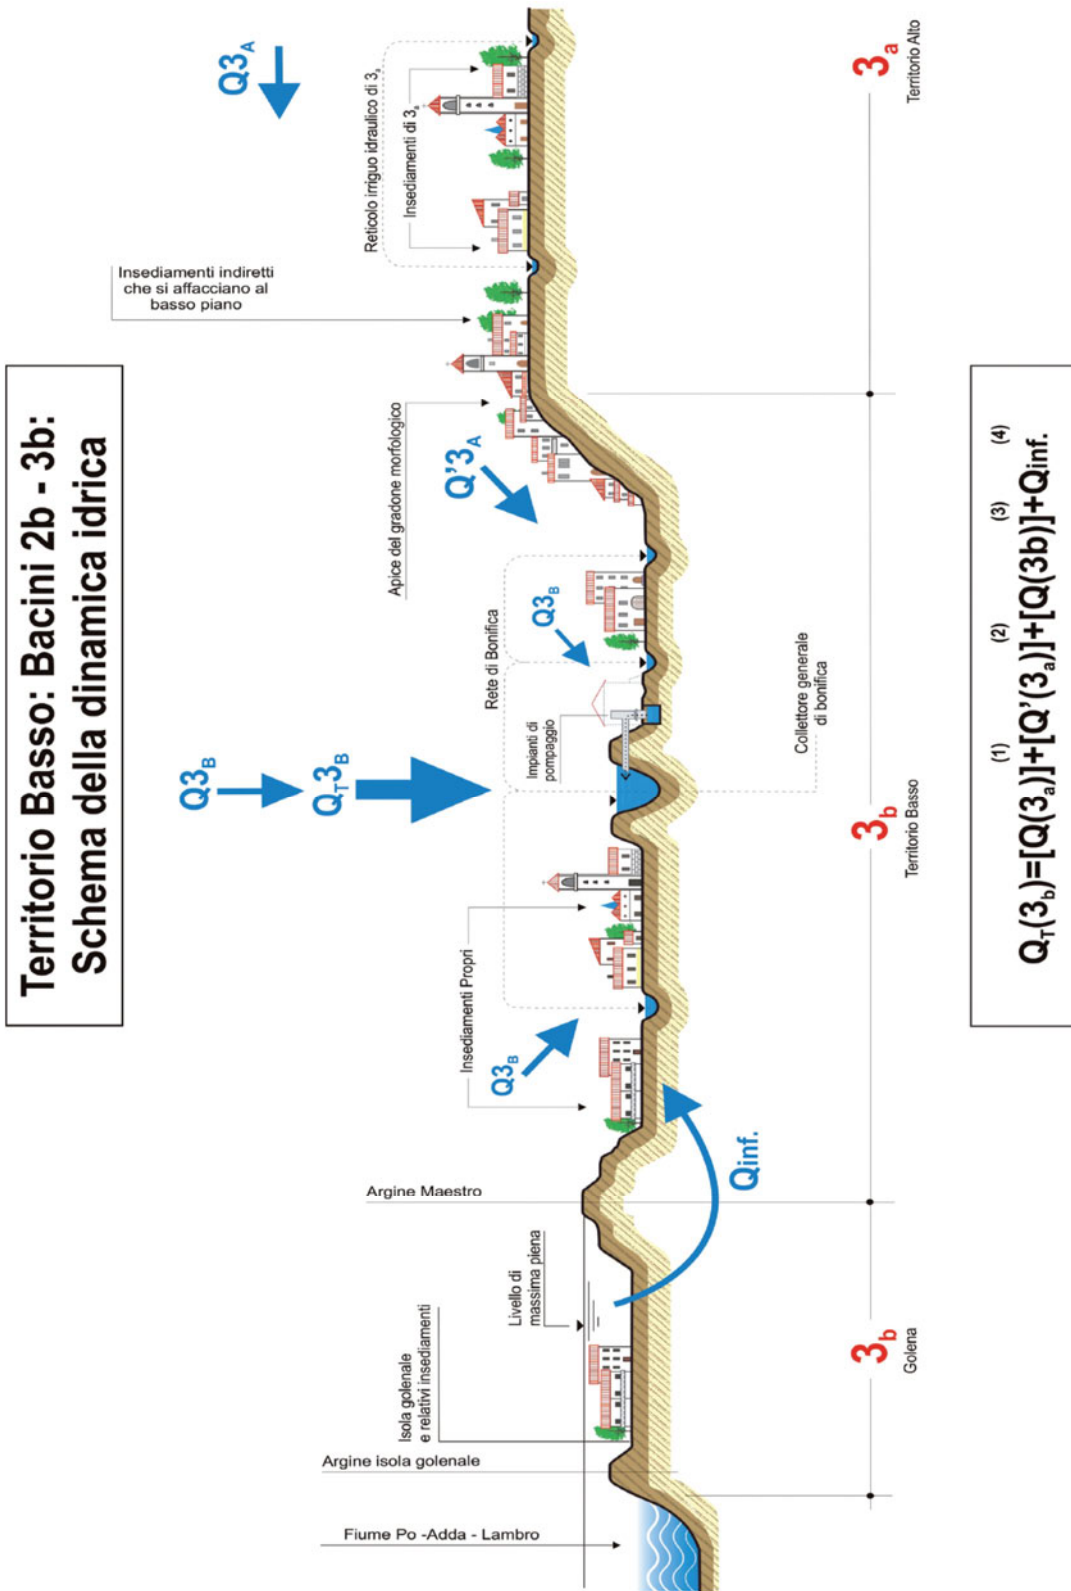 Territorio Basso: Bacini 2b - 3b:
Schema della dinamica idrica
Fiume Po -Adda - Lambro
Argine isola golenale
Isola golenale
e relativi insediamenti
Livello di
massima piena
Argine Maestro
Qinf.
Insediamenti Propri
Q3B
Q3B
QT3B
Rete di Bonifica
Impianti di
pompaggio
Q3B
Collettore generale
di bonifica
Apice del gradone morfologico
Q'3A
Insediamenti indiretti
che si affacciano al
basso piano
Reticolo irriguo idraulico di 3a
Insediamenti di 3a
Q3A
3b
Golena
3b
Territorio Basso
3a
Territorio Alto
(1) (2) (3) (4)
QT(3b)=[Q(3a)]+[Q'(3a)]+[Q(3b)]+Qinf.